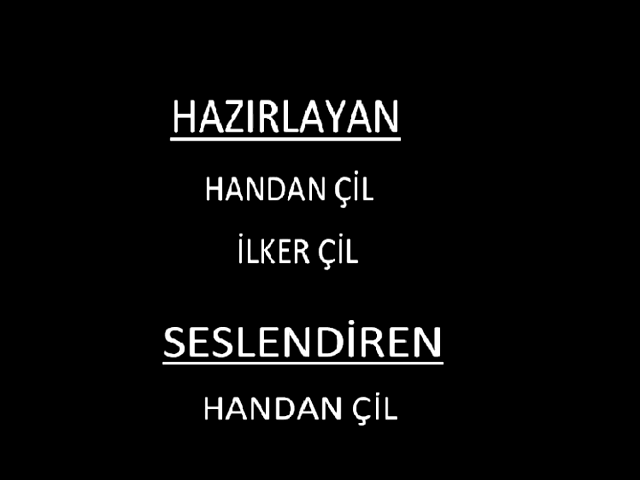 HAZIRLAYAN
HANDAN ÇİL
İLKER ÇİL
SESLENDİREN
HANDAN ÇİL